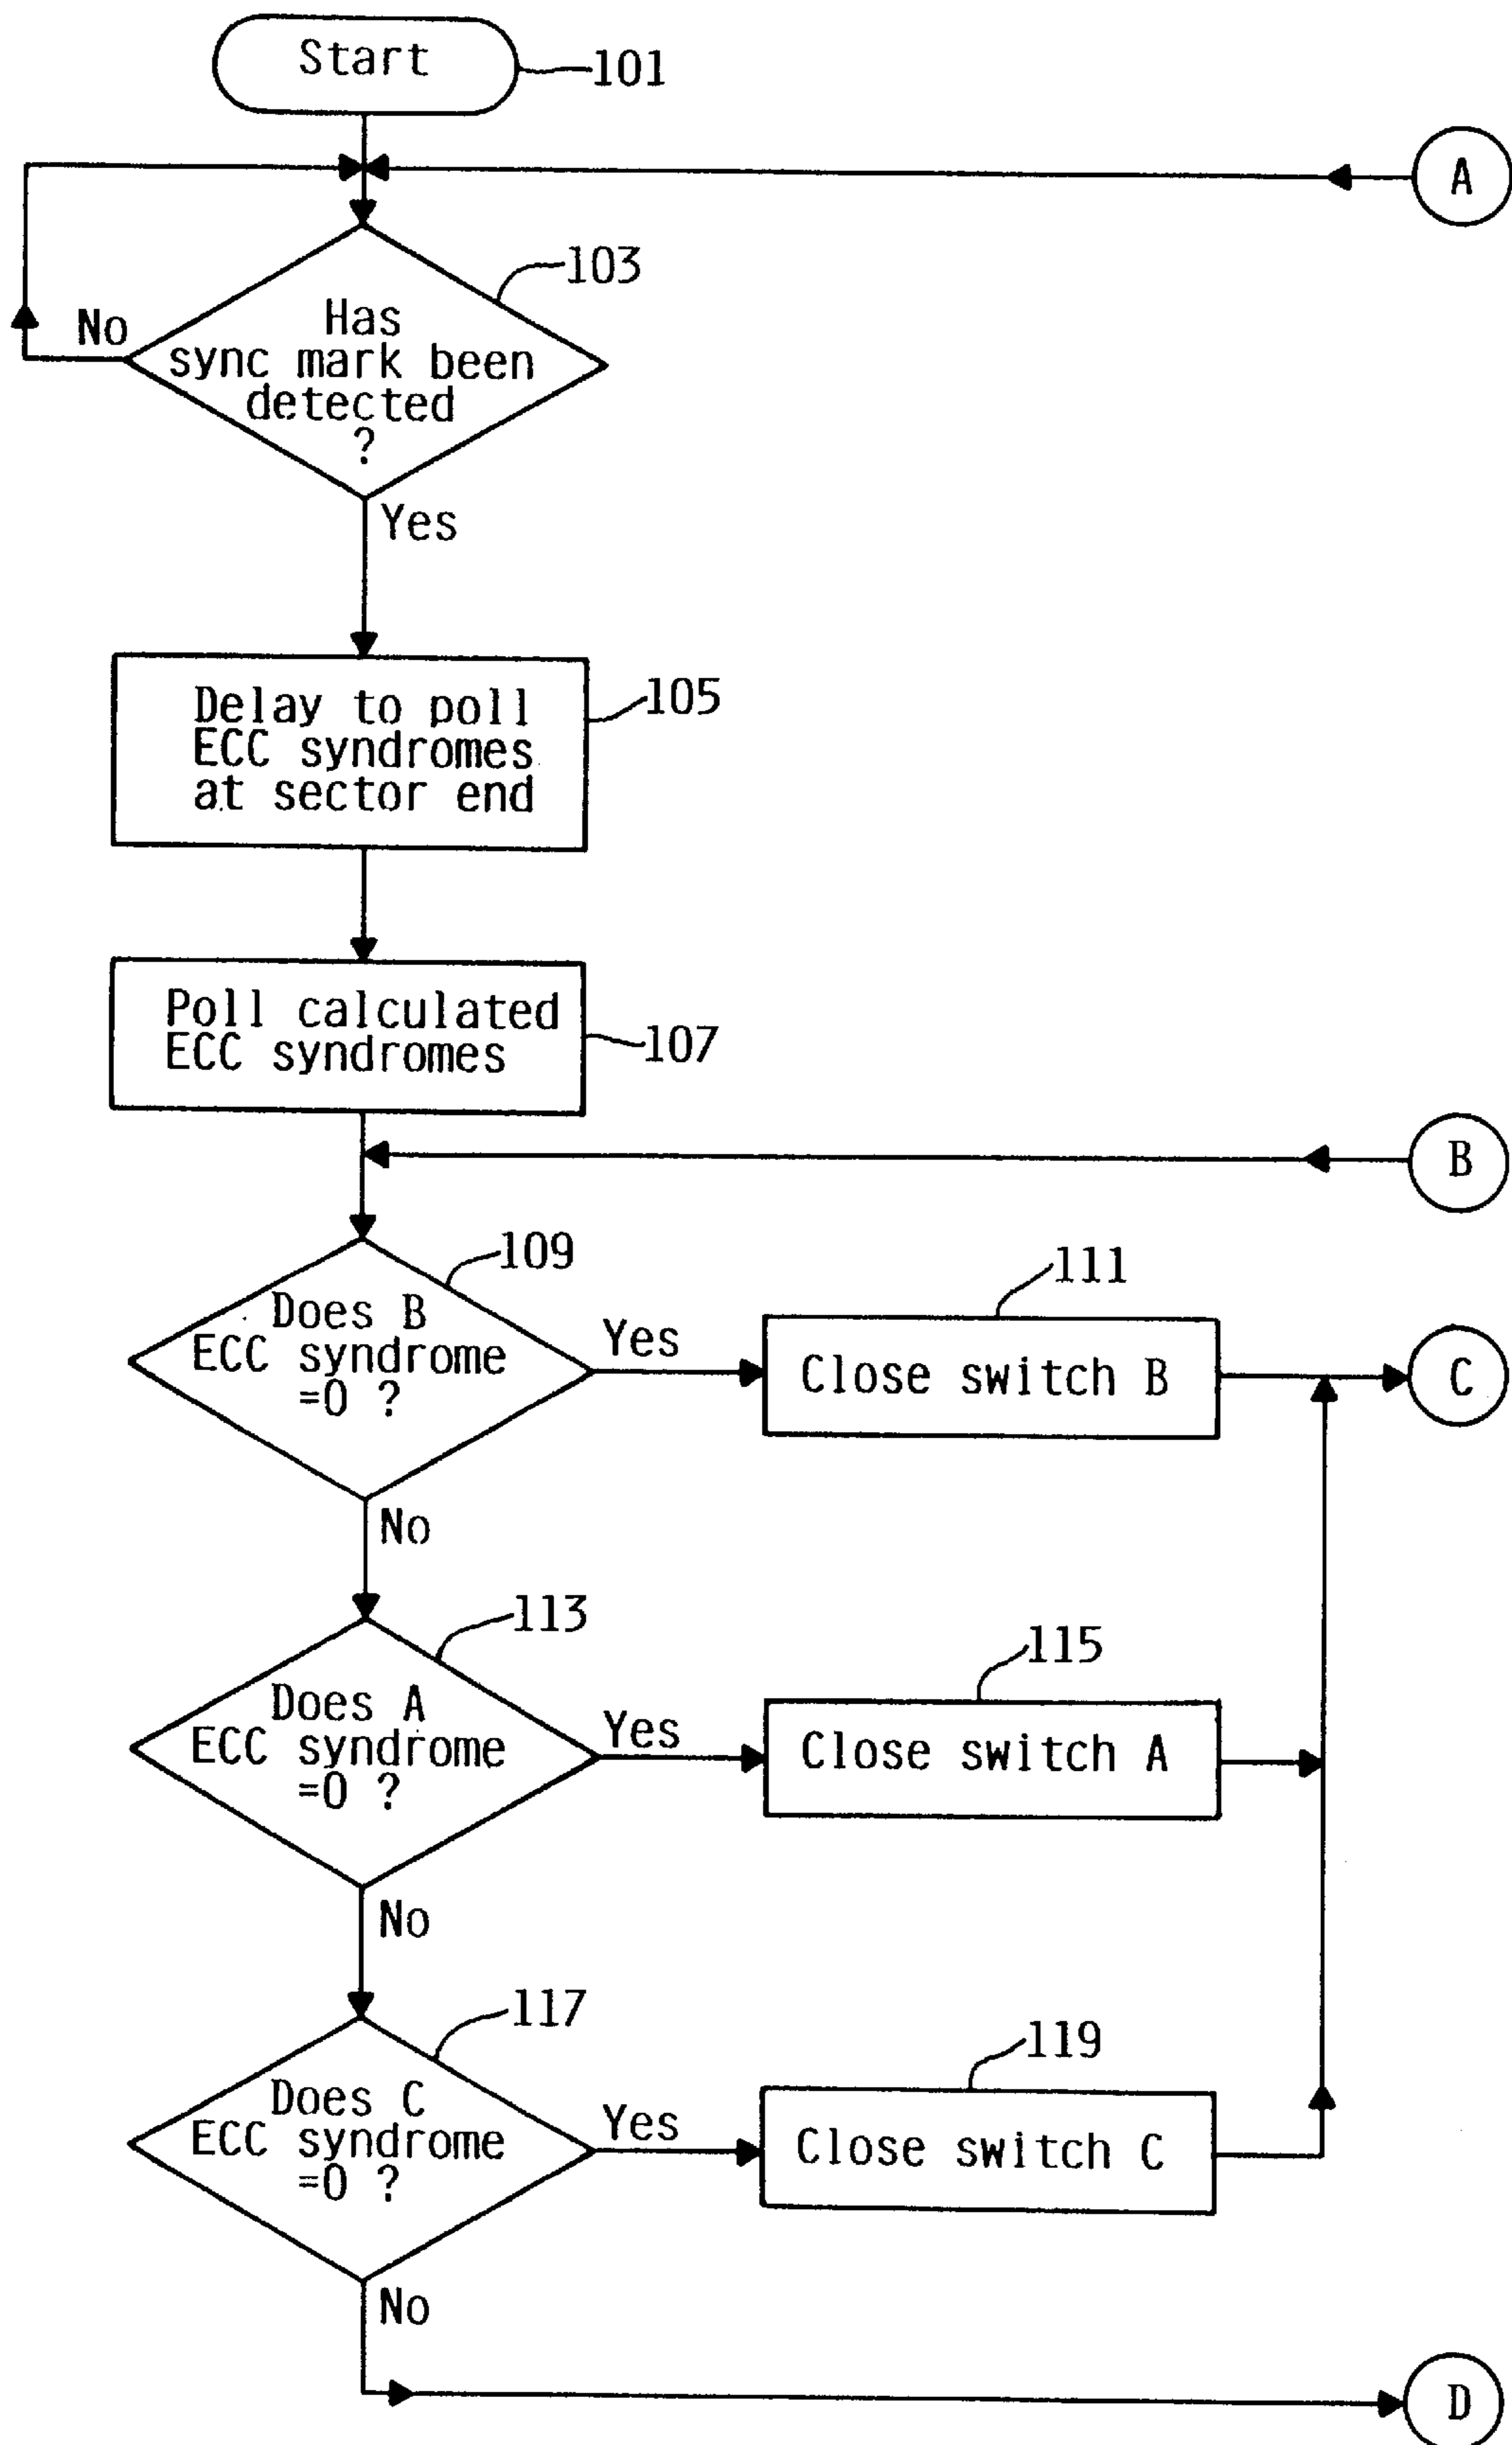 Start
101
A
103
No
Has
sync mark been
detected
?
Yes
Delay to poll
ECC syndromes
at sector end
105
Poll calculated
ECC syndromes
107
B
109
Does B
ECC syndrome
=0 ?
Yes
111
Close switch B
C
No
113
Does A
ECC syndrome
=0 ?
Yes
115
Close switch A
No
117
Does C
ECC syndrome
=0 ?
Yes
119
Close switch C
No
D